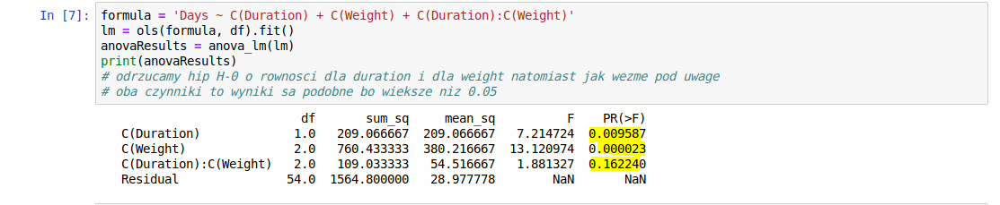 In [7]: formula = 'Days ~ C(Duration) + C(Weight) + C(Duration):C(Weight)'
lm = ols(formula, df).fit()
anovaResults = anova_lm(lm)
print(anovaResults)
# odrzucamy hip H-0 o rownosci dla duration i dla weight natomiast jak wezme pod uwage
# oba czynniki to wyniki sa podobne bo wieksze niz 0.05
df sum_sq mean_sq F PR(>F)
C(Duration) 1.0 209.066667 209.066667 7.214724 0.009587
C(Weight) 2.0 760.433333 380.216667 13.120974 0.000023
C(Duration):C(Weight) 2.0 109.033333 54.516667 1.881327 0.162240
Residual 54.0 1564.800000 28.977778 NaN NaN